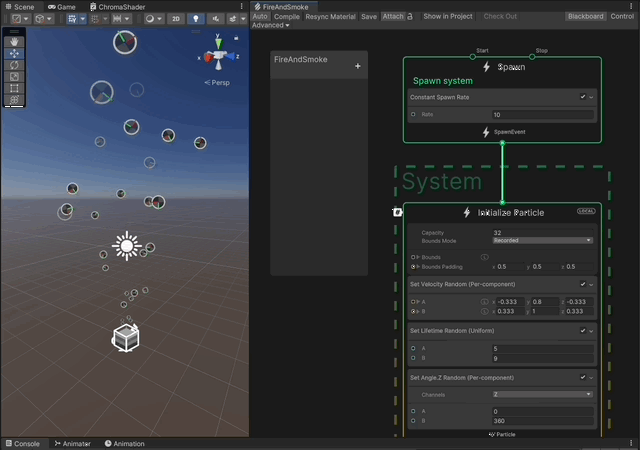 Scene
Game
ChromaShader
FireAndSmoke
2D
Auto
Compile
Resync Material
Save
Attach
Show in Project
Check Out
Blackboard
Control
Advanced
y
x
Persp
FireAndSmoke
+
Start
Stop
Spawn
Spawn system
Constant Spawn Rate
Rate
10
SpawnEvent
System
Initialize Particle
LOCAL
Capacity
32
Bounds Mode
Recorded
Bounds
Bounds Padding
x 0.5 y 0.5 z 0.5
Set Velocity Random (Per-component)
A
x -0.333 y 0.8 z -0.333
B
x 0.333 y 1 z 0.333
Set Lifetime Random (Uniform)
A
5
B
9
Set Angle.Z Random (Per-component)
Channels
Z
A
0
B
360
Particle
Console
Animator
Animation